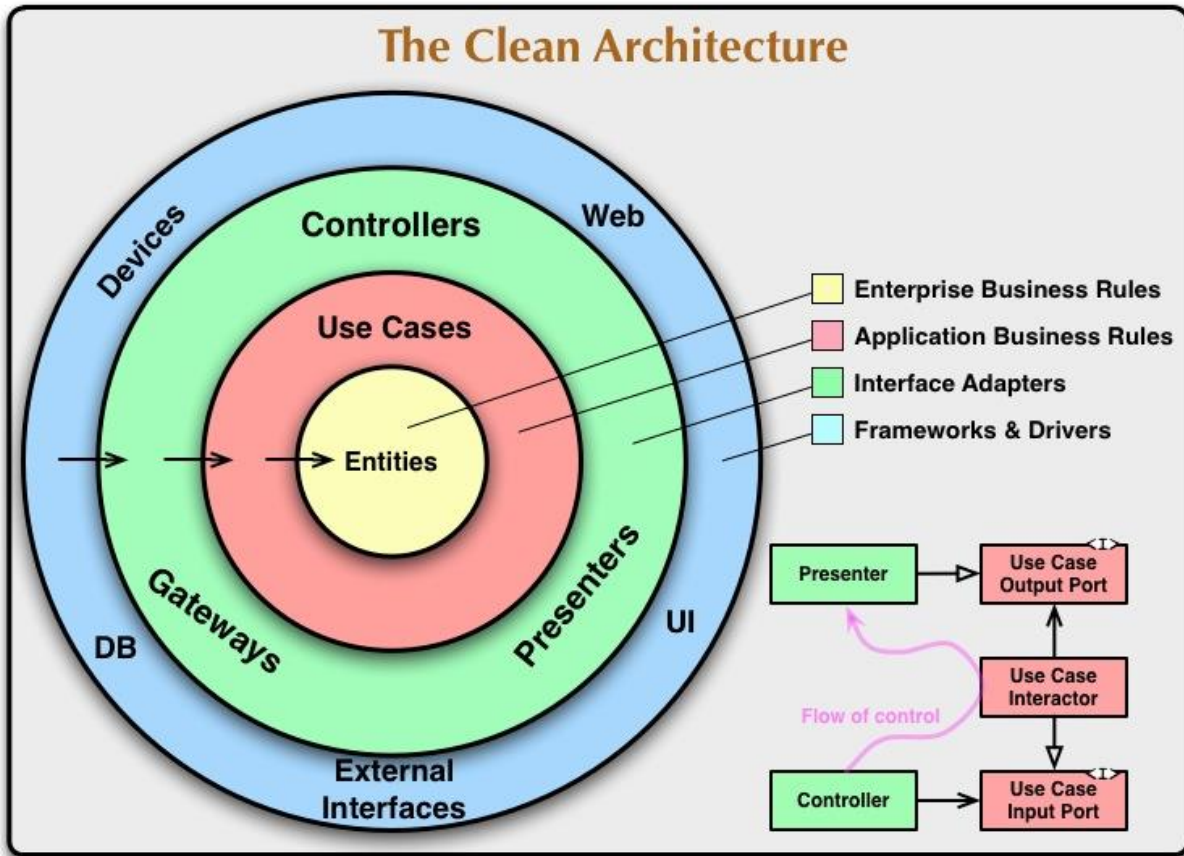 The Clean Architecture
Devices
Web
Controllers
Use Cases
Entities
Gateways
Presenters
DB
UI
External
Interfaces
Enterprise Business Rules
Application Business Rules
Interface Adapters
Frameworks & Drivers
Presenter
<I>
Use Case
Output Port
Use Case
Interactor
Flow of control
Controller
<I>
Use Case
Input Port